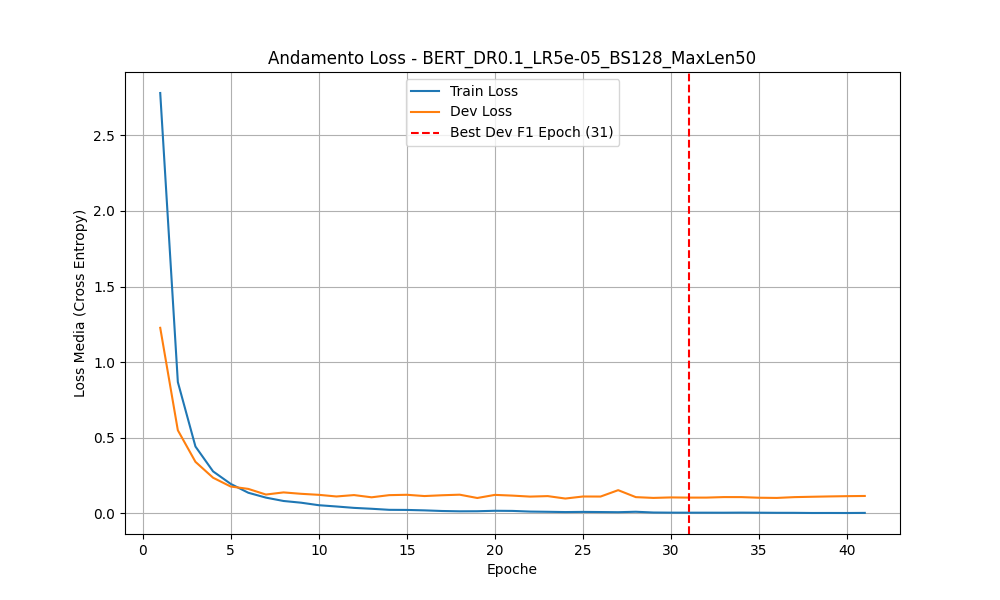 Andamento Loss - BERT_DR0.1_LR5e-05_BS128_MaxLen50
Train Loss
Dev Loss
Best Dev F1 Epoch (31)
Loss Media (Cross Entropy)
2.5
2.0
1.5
1.0
0.5
0.0
0 5 10 15 20 25 30 35 40
Epoche